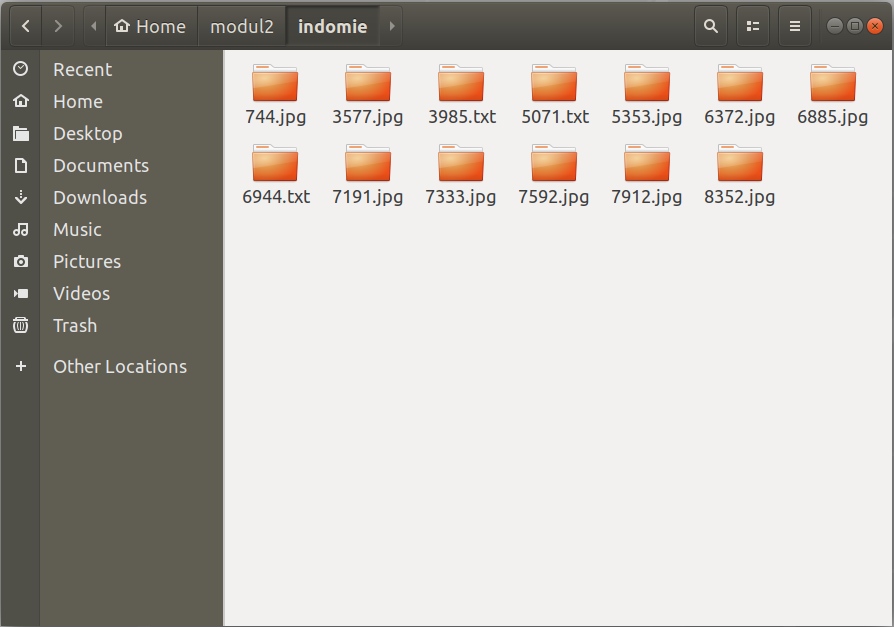 Home modul2 indomie
Recent
Home
Desktop
Documents
Downloads
Music
Pictures
Videos
Trash
Other Locations
744.jpg 3577.jpg 3985.txt 5071.txt 5353.jpg 6372.jpg 6885.jpg
6944.txt 7191.jpg 7333.jpg 7592.jpg 7912.jpg 8352.jpg